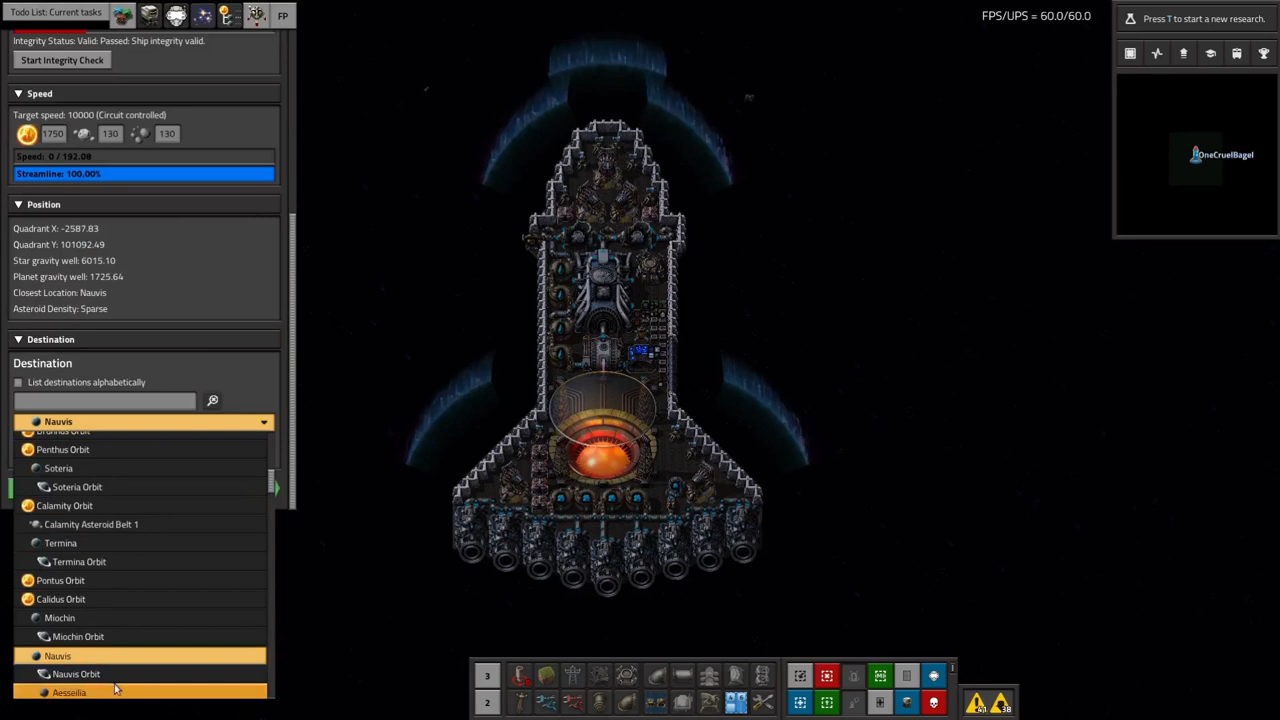 Todo List: Current tasks
FP
FPS/UPS = 60.0/60.0
Press T to start a new research.
Integrity Status: Valid: Passed: Ship integrity valid.
Start Integrity Check
Speed
Target speed: 10000 (Circuit controlled)
1750 130 130
Speed: 0 / 192.08
Streamline: 100.00%
OneCruelBagel
Position
Quadrant X: -2587.83
Quadrant Y: 101092.49
Star gravity well: 6015.10
Planet gravity well: 1725.64
Closest Location: Nauvis
Asteroid Density: Sparse
Destination
Destination
List destinations alphabetically
Nauvis
Penthus Orbit
Soteria
Soteria Orbit
Calamity Orbit
Calamity Asteroid Belt 1
Termina
Termina Orbit
Pontus Orbit
Calidus Orbit
Miochin
Miochin Orbit
Nauvis
Nauvis Orbit
Aesseilia
3
2
41 38